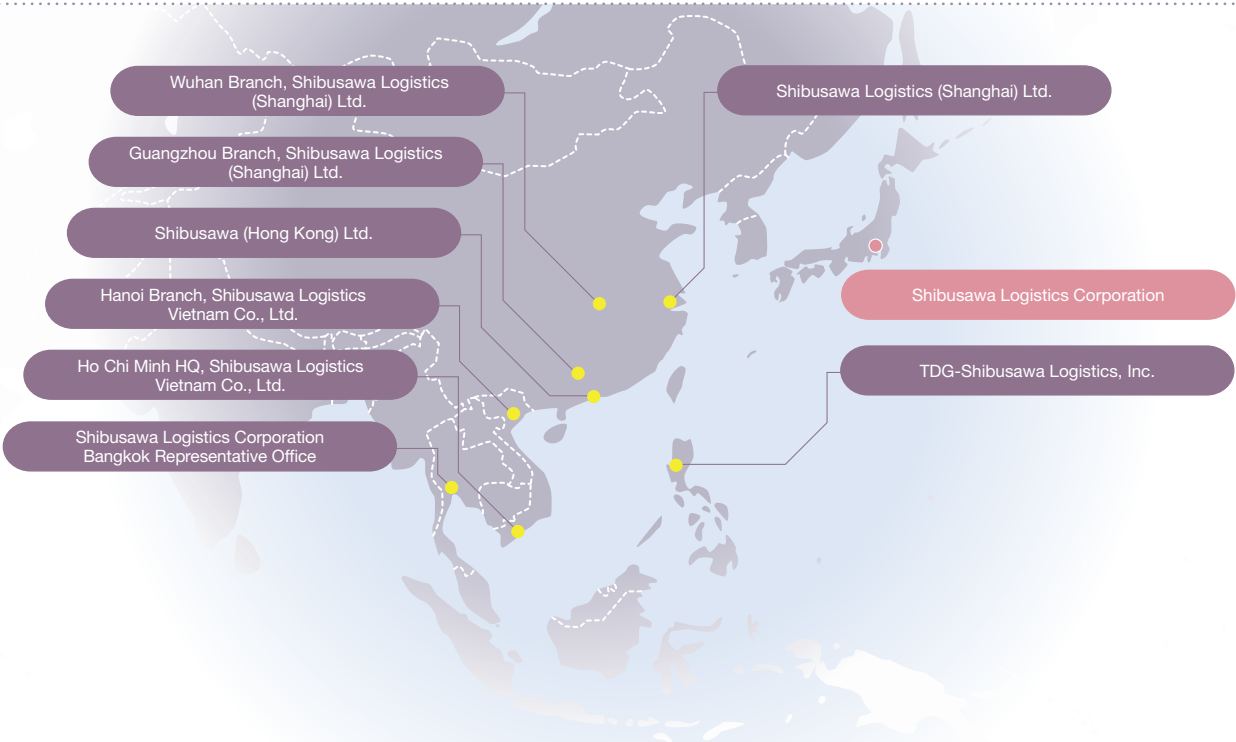 Wuhan Branch, Shibusawa Logistics
(Shanghai) Ltd.
Guangzhou Branch, Shibusawa Logistics
(Shanghai) Ltd.
Shibusawa (Hong Kong) Ltd.
Hanoi Branch, Shibusawa Logistics
Vietnam Co., Ltd.
Ho Chi Minh HQ, Shibusawa Logistics
Vietnam Co., Ltd.
Shibusawa Logistics Corporation
Bangkok Representative Office
Shibusawa Logistics (Shanghai) Ltd.
Shibusawa Logistics Corporation
TDG-Shibusawa Logistics, Inc.